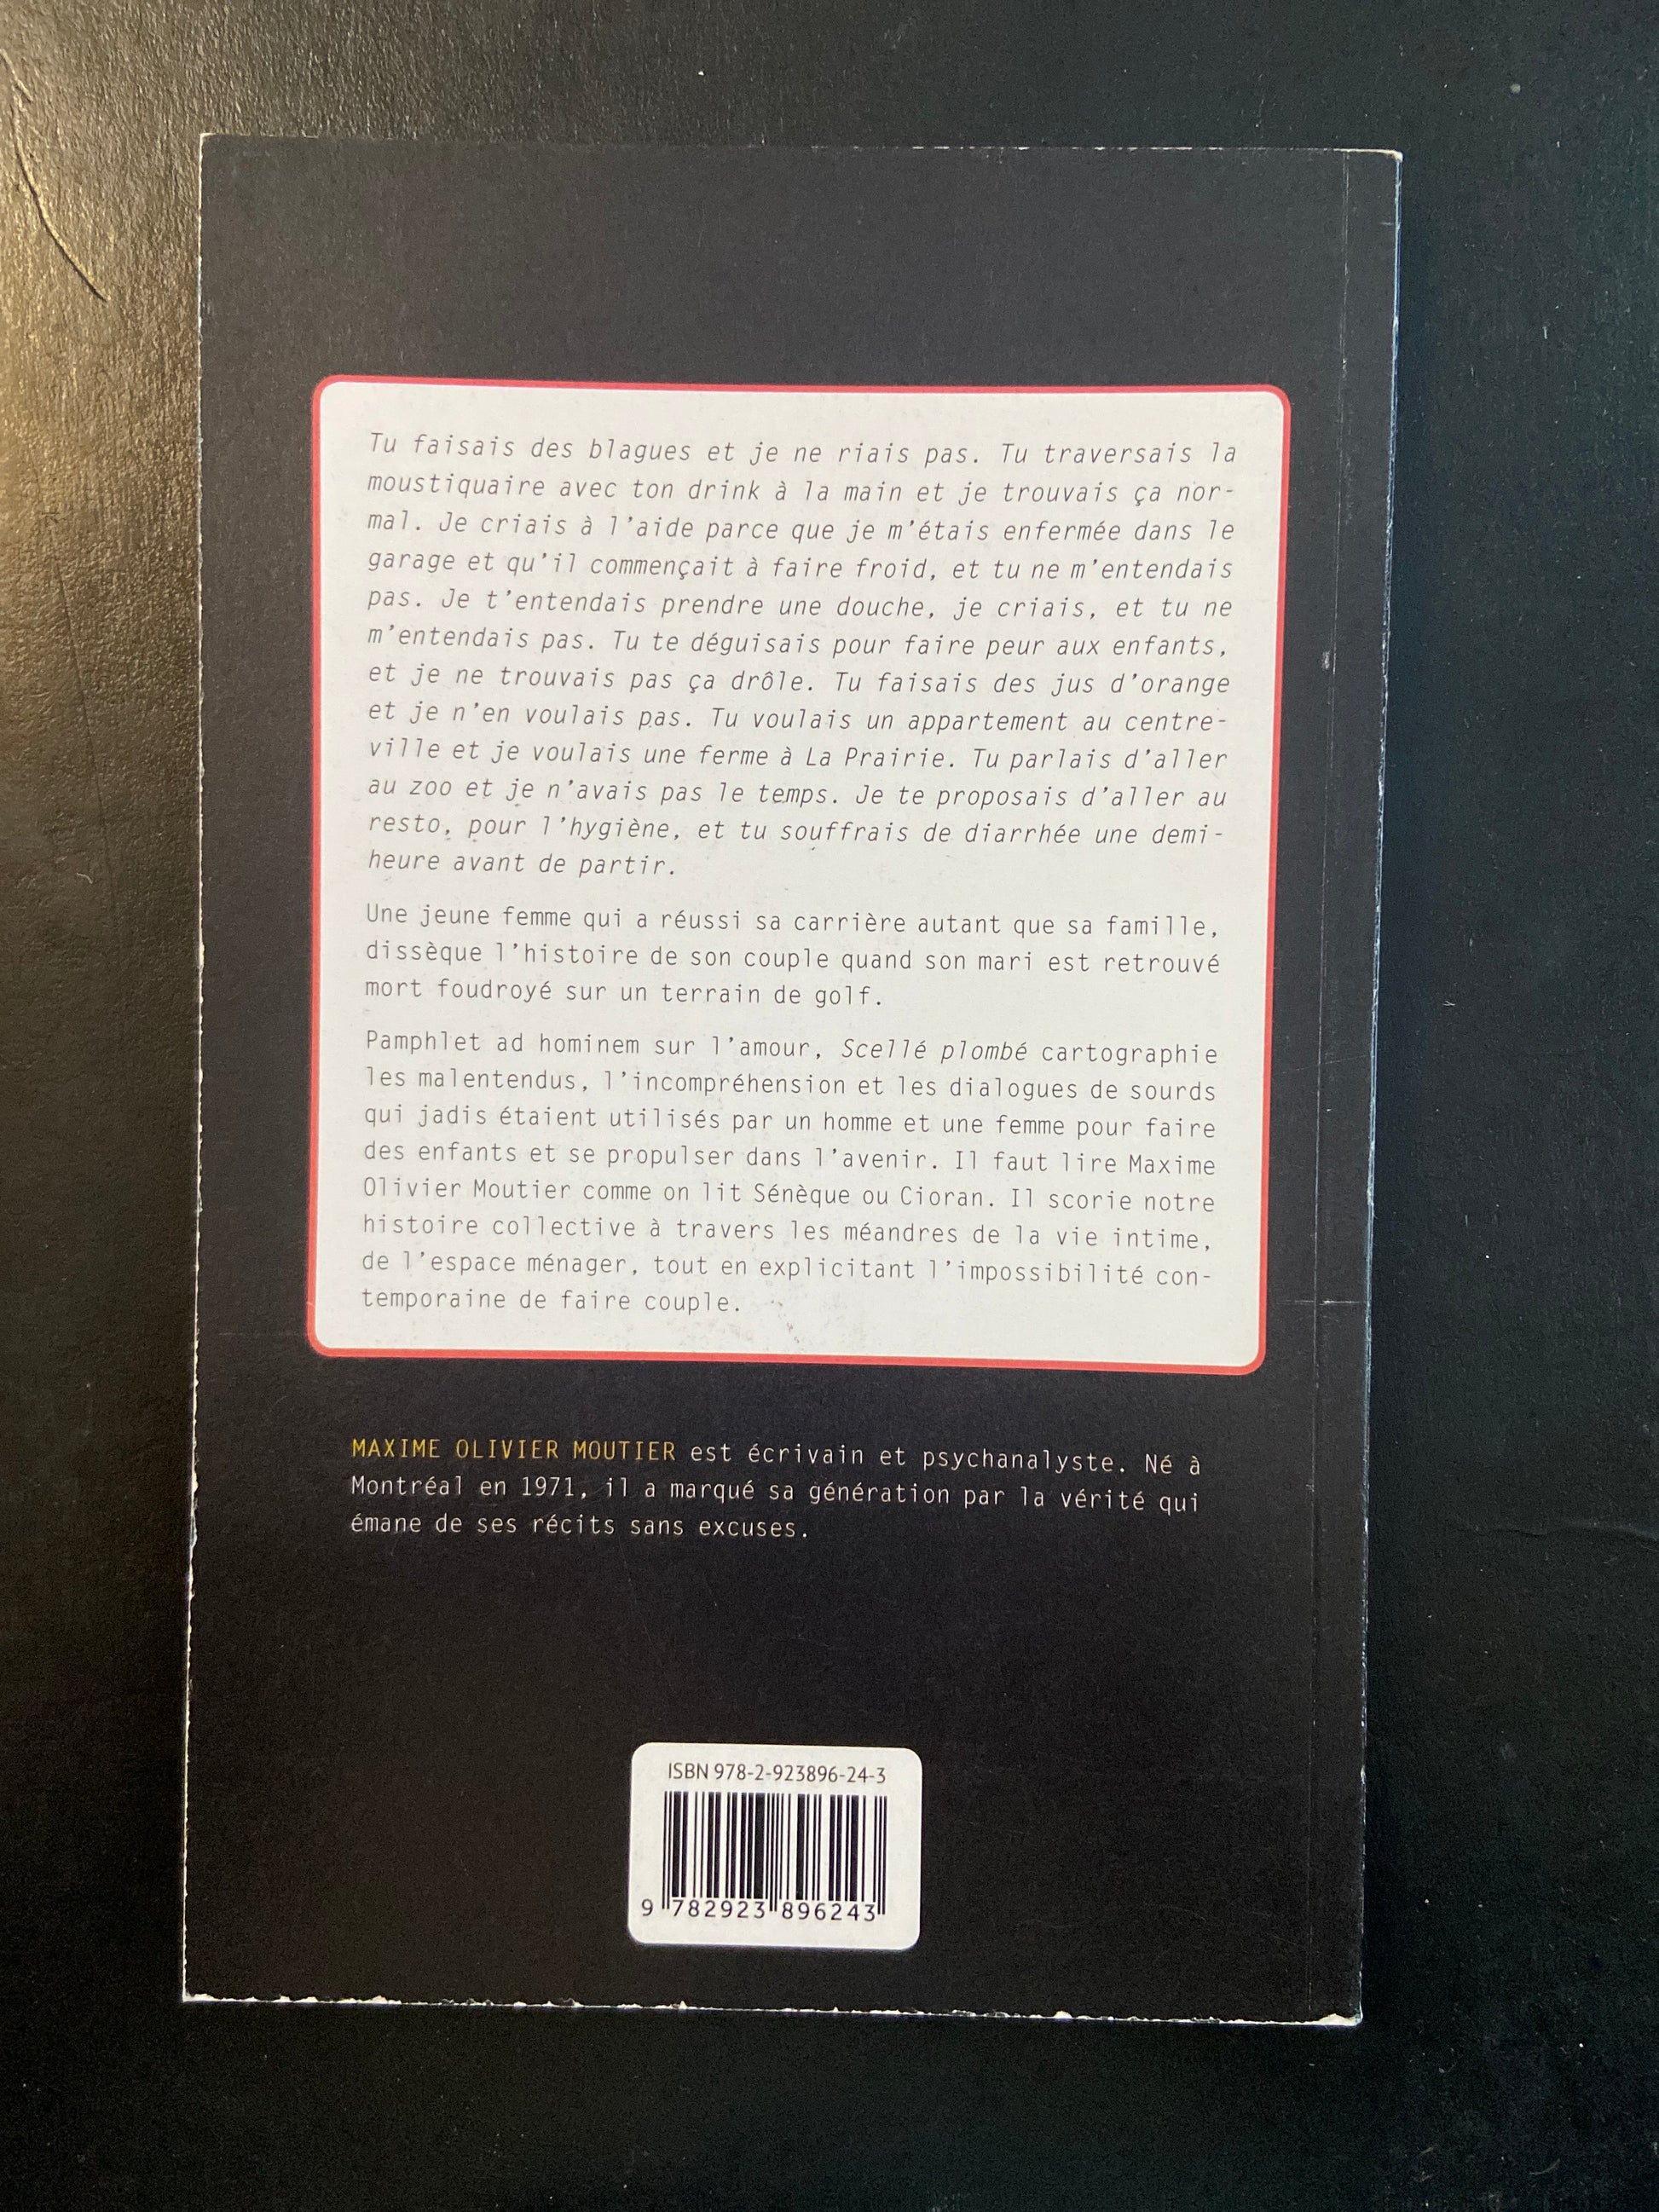 Tu faisais des blagues et je ne riais pas. Tu traversais la
moustiquaire avec ton drink à la main et je trouvais ça nor-
mal. Je criais à l'aide parce que je m'étais enfermée dans le
garage et qu'il commençait à faire froid, et tu ne m'entendais
pas. Je t'entendais prendre une douche, je criais, et tu ne
m'entendais pas. Tu te déguisais pour faire peur aux enfants,
et je ne trouvais pas ça drôle. Tu faisais des jus d'orange
et je n'en voulais pas. Tu voulais un appartement au centre-
ville et je voulais une ferme à La Prairie. Tu parlais d'aller
au zoo et je n'avais pas le temps. Je te proposais d'aller au
resto, pour l'hygiène, et tu souffrais de diarrhée une demi-
heure avant de partir.
Une jeune femme qui a réussi sa carrière autant que sa famille,
dissèque l'histoire de son couple quand son mari est retrouvé
mort foudroyé sur un terrain de golf.
Pamphlet ad hominem sur l'amour, Scellé plombé cartographie
les malentendus, l'incompréhension et les dialogues de sourds
qui jadis étaient utilisés par un homme et une femme pour faire
des enfants et se propulser dans l'avenir. Il faut lire Maxime
Olivier Moutier comme on lit Sénèque ou Cioran. Il scorie notre
histoire collective à travers les méandres de la vie intime,
de l'espace ménager, tout en explicitant l'impossibilité con-
temporaine de faire couple.
MAXIME OLIVIER MOUTIER est écrivain et psychanalyste. Né à
Montréal en 1971, il a marqué sa génération par la vérité qui
émane de ses récits sans excuses.
ISBN 978-2-923896-24-3
9 782923 896243